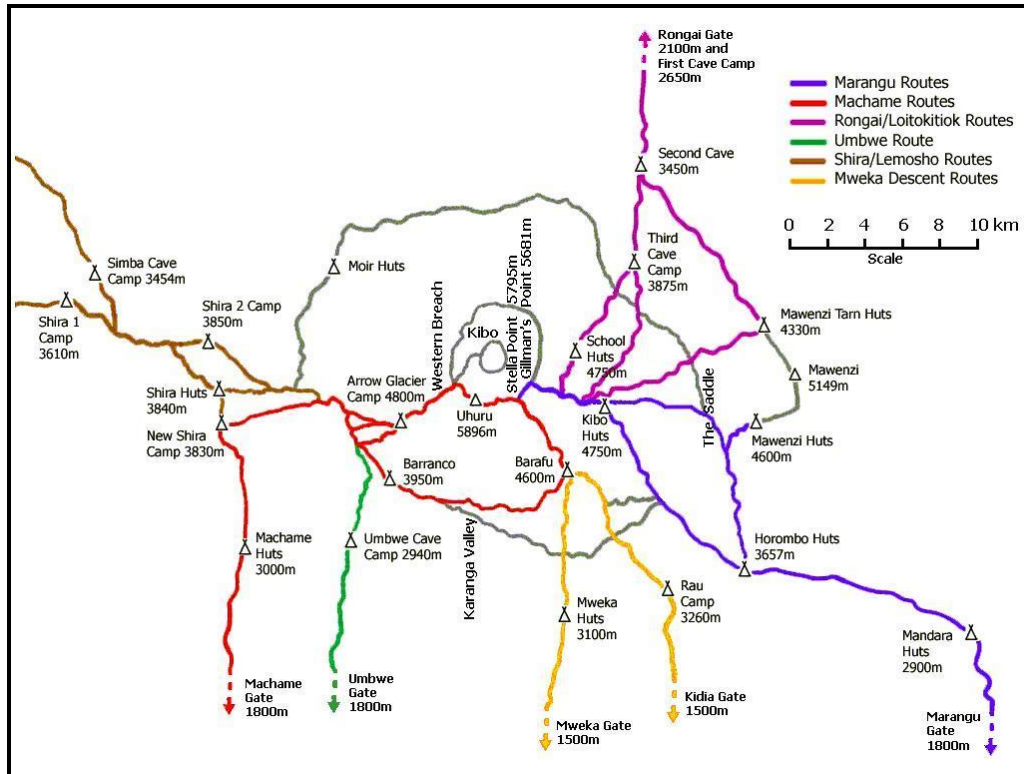 Rongai Gate
2100m and
First Cave Camp
2650m
Marangu Routes
Machame Routes
Rongai/Loitokitiok Routes
Umbwe Route
Shira/Lemosho Routes
Mweka Descent Routes
0 2 4 6 8 10 km
Scale
Second Cave
3450m
Third
Cave
Camp
3875m
Simba Cave
Camp 3454m
Moir Huts
Shira 1
Camp
3610m
Shira 2 Camp
3850m
Western Breach
Kibo
Stella Point 5795m
Gillman's Point 5681m
School
Huts
4750m
Mawenzi Tarn Huts
4330m
Mawenzi
5149m
Shira Huts
3840m
Arrow Glacier
Camp 4800m
Uhuru
5896m
Kibo
Huts
4750m
The Saddle
Mawenzi Huts
4600m
New Shira
Camp 3830m
Barranco
3950m
Barafu
4600m
Machame
Huts
3000m
Umbwe Cave
Camp 2940m
Karanga Valley
Horombo Huts
3657m
Mweka
Huts
3100m
Rau
Camp
3260m
Mandara
Huts
2900m
Machame
Gate
1800m
Umbwe
Gate
1800m
Mweka Gate
1500m
Kidia Gate
1500m
Marangu
Gate
1800m